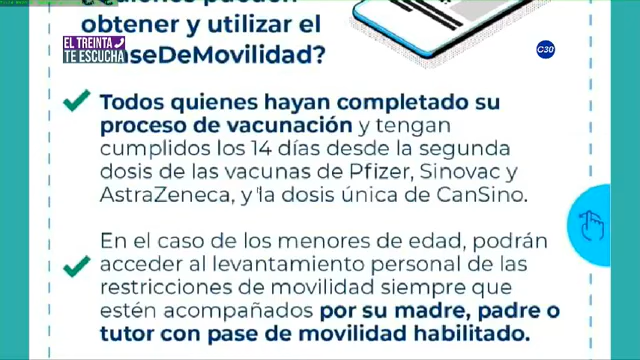 obtener y utilizar el
EL TREINTA
TE ESCUCHA
aseDeMovilidad?
C30
Todos quienes hayan completado su
proceso de vacunación y tengan
cumplidos los 14 días desde la segunda
dosis de las vacunas de Pfizer, Sinovac y
AstraZeneca, y la dosis única de CanSino.
En el caso de los menores de edad, podrán
acceder al levantamiento personal de las
restricciones de movilidad siempre que
estén acompañados por su madre, padre o
tutor con pase de movilidad habilitado.